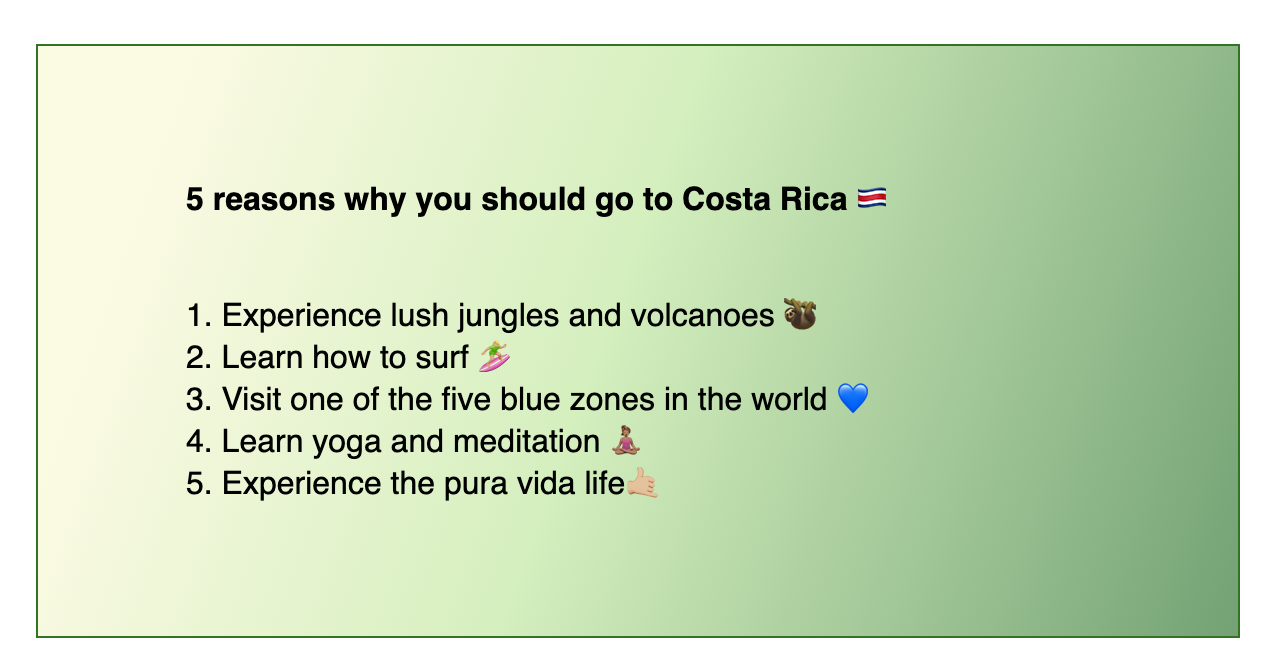 5 reasons why you should go to Costa Rica 🇨🇷
1. Experience lush jungles and volcanoes 🦥
2. Learn how to surf 🏄🏼‍♀️
3. Visit one of the five blue zones in the world 💙
4. Learn yoga and meditation 🧘🏽‍♀️
5. Experience the pura vida life🤙🏼